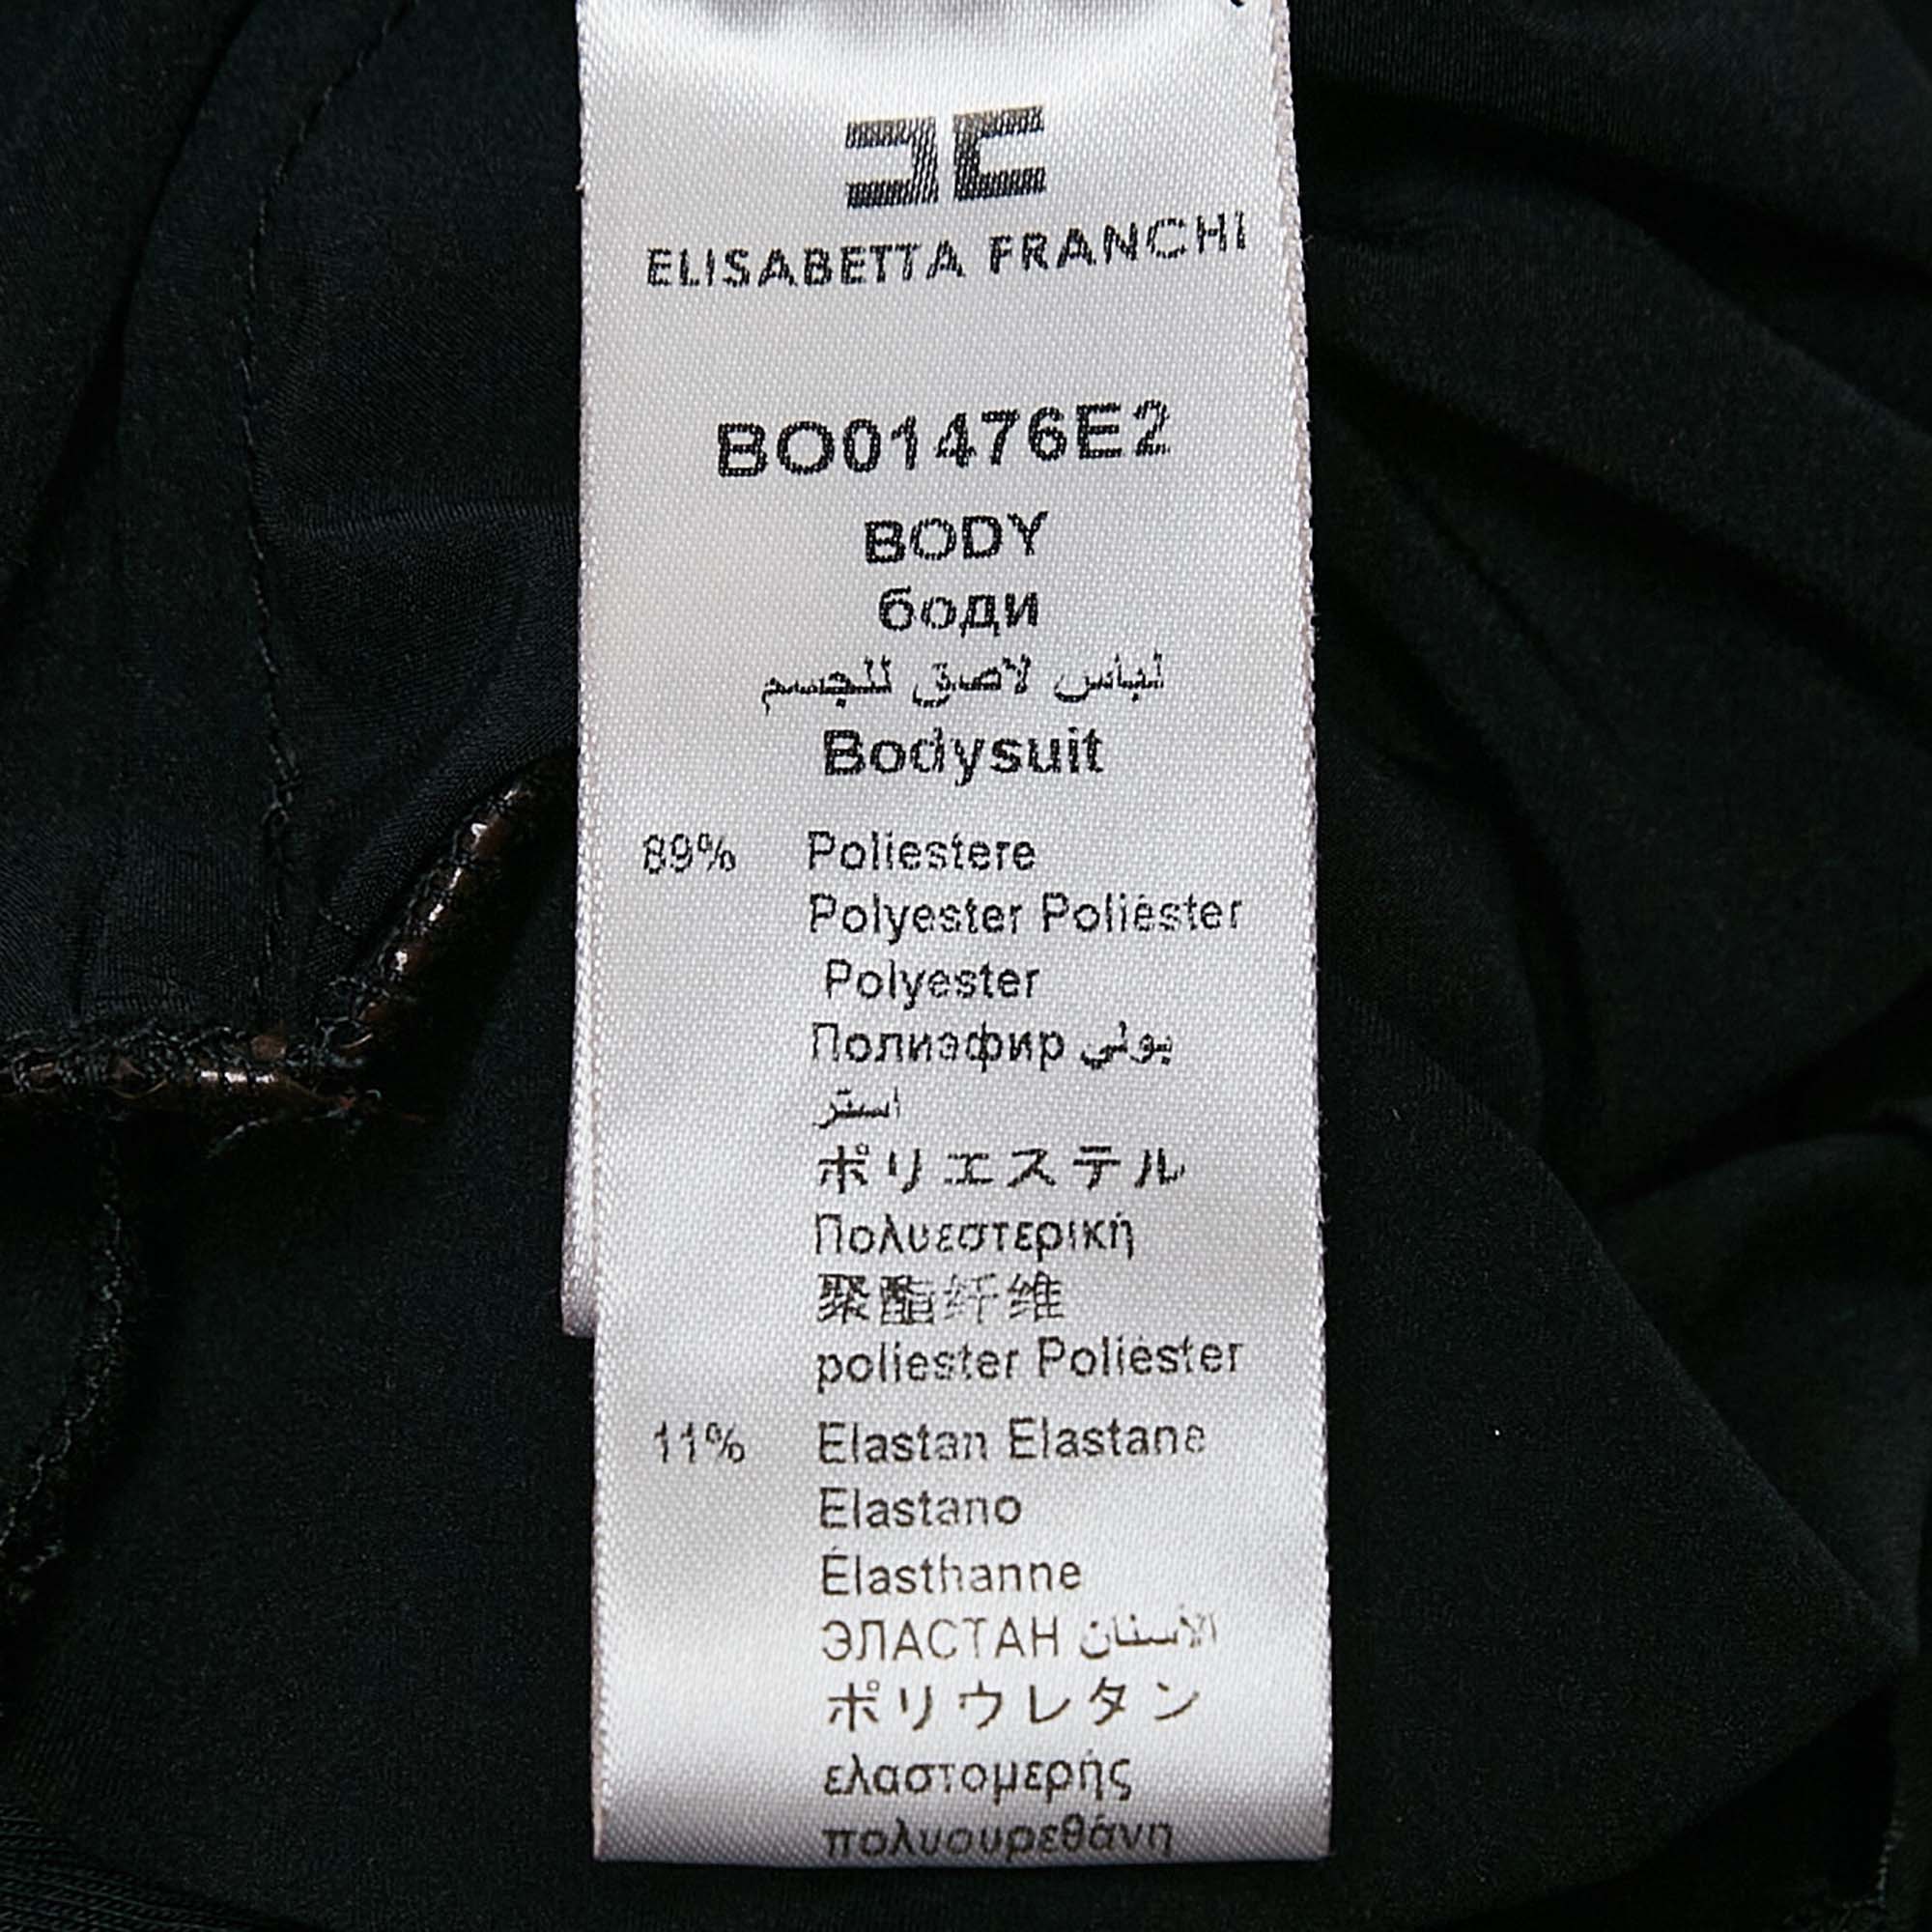 ELISABETTA FRANCHI
BO01476E2
BODY
боди
لباس لاصق للجسم
Bodysuit
89% Poliestere
Polyester Poliéster
Polyester
Полиэфир بولي
استر
ポリエステル
Πολυεστερική
聚酯纤维
poliester Poliéster
11% Elastan Elastane
Elastano
Élasthanne
ЭЛАСТАН الأستان
ポリウレタン
ελαστομερής
πολυουρεθάνη